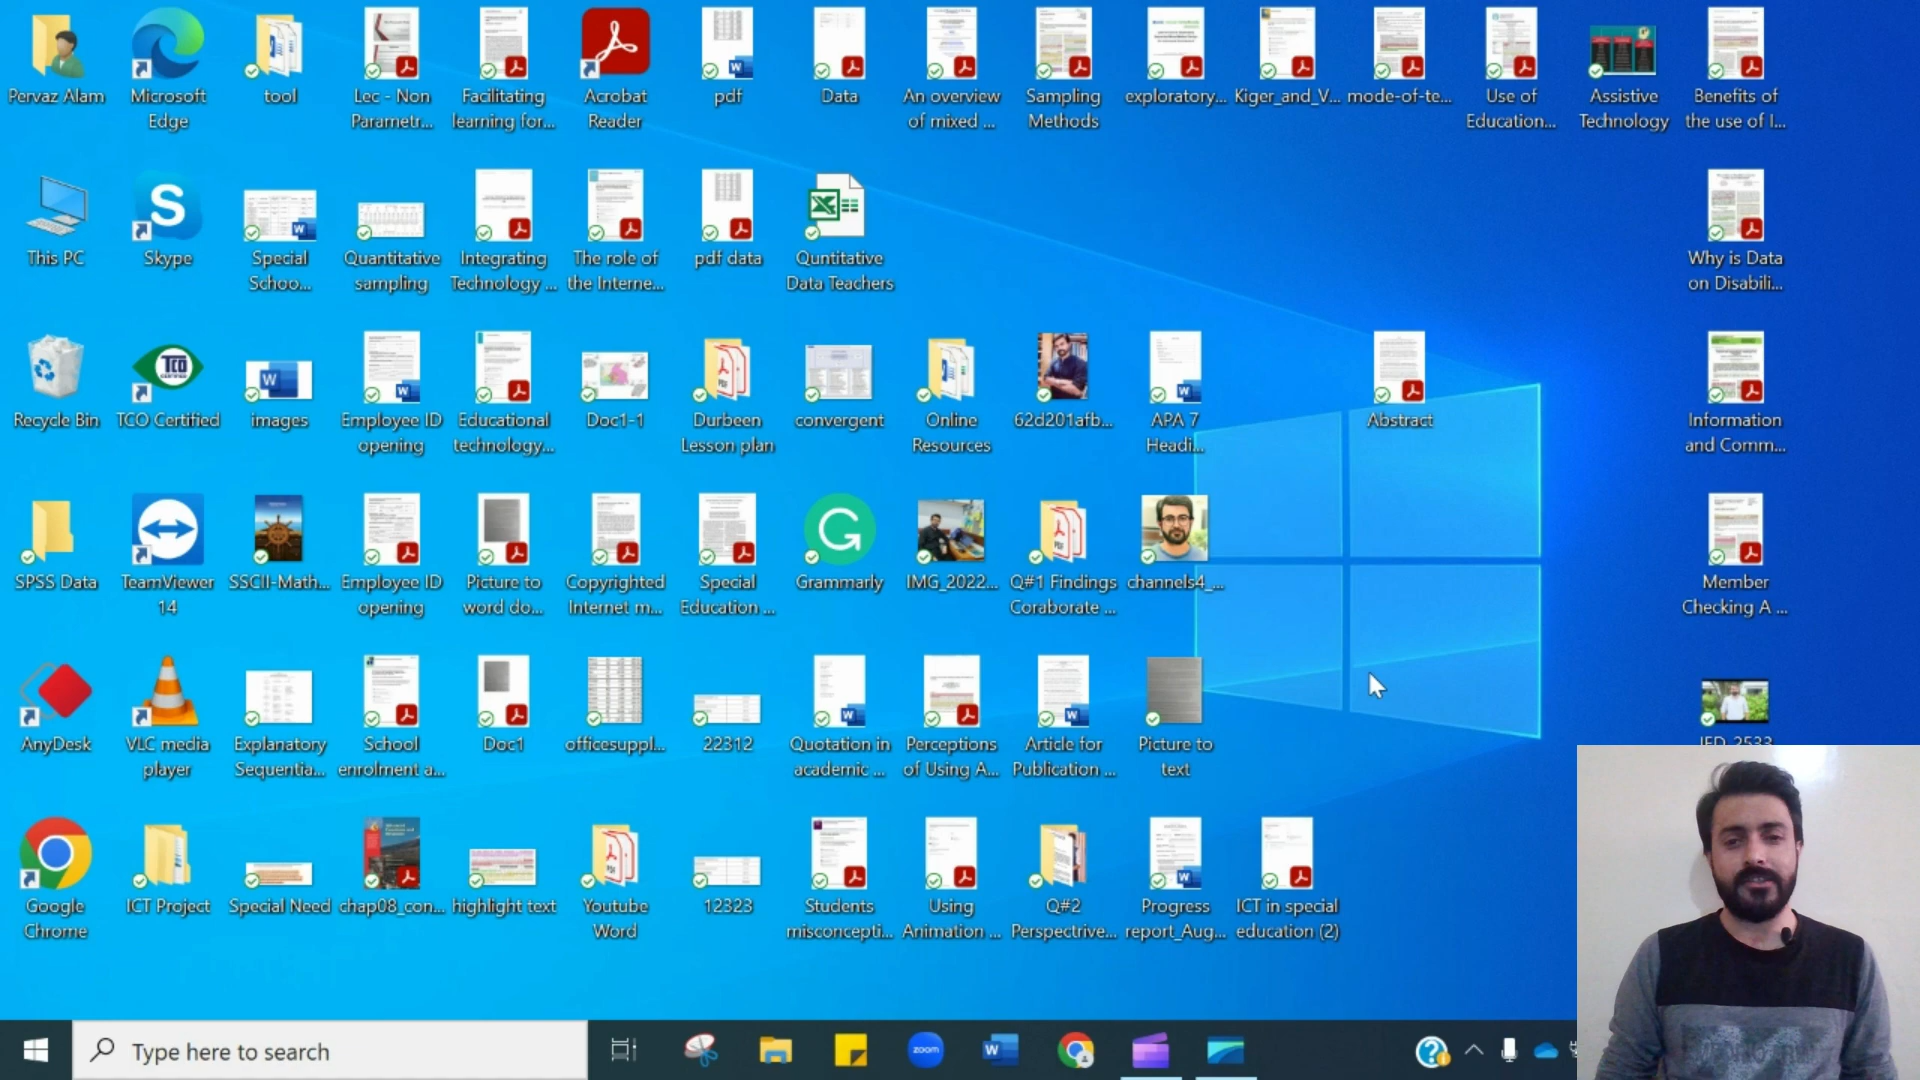 Pervaz Alam
Microsoft
Edge
tool
Lec - Non
Parametr...
Facilitating
learning for...
Acrobat
Reader
pdf
Data
An overview
of mixed ...
Sampling
Methods
exploratory...
Kiger_and_V...
mode-of-te...
Use of
Education...
Assistive
Technology
Benefits of
the use of I...
This PC
Skype
Special
Schoo...
Quantitative
sampling
Integrating
Technology ...
The role of
the Interne...
pdf data
Quntitative
Data Teachers
Why is Data
on Disabili...
Recycle Bin
TCO Certified
images
Employee ID
opening
Educational
technology...
Doc1-1
Durbeen
Lesson plan
convergent
Online
Resources
62d201afb...
APA 7
Headi...
Abstract
Information
and Comm...
SPSS Data
TeamViewer
14
SSCII-Math...
Employee ID
opening
Picture to
word do...
Copyrighted
Internet m...
Special
Education ...
Grammarly
IMG_2022...
Q#1 Findings
Coraborate ...
channels4_...
Member
Checking A ...
AnyDesk
VLC media
player
Explanatory
Sequentia...
School
enrolment a...
Doc1
officesuppl...
22312
Quotation in
academic ...
Perceptions
of Using A...
Article for
Publication ...
Picture to
text
Google
Chrome
ICT Project
Special Need
chap08_con...
highlight text
Youtube
Word
12323
Students
misconcepti...
Using
Animation ...
Q#2
Perspectrive...
Progress
report_Aug...
ICT in special
education (2)
Type here to search
zoom